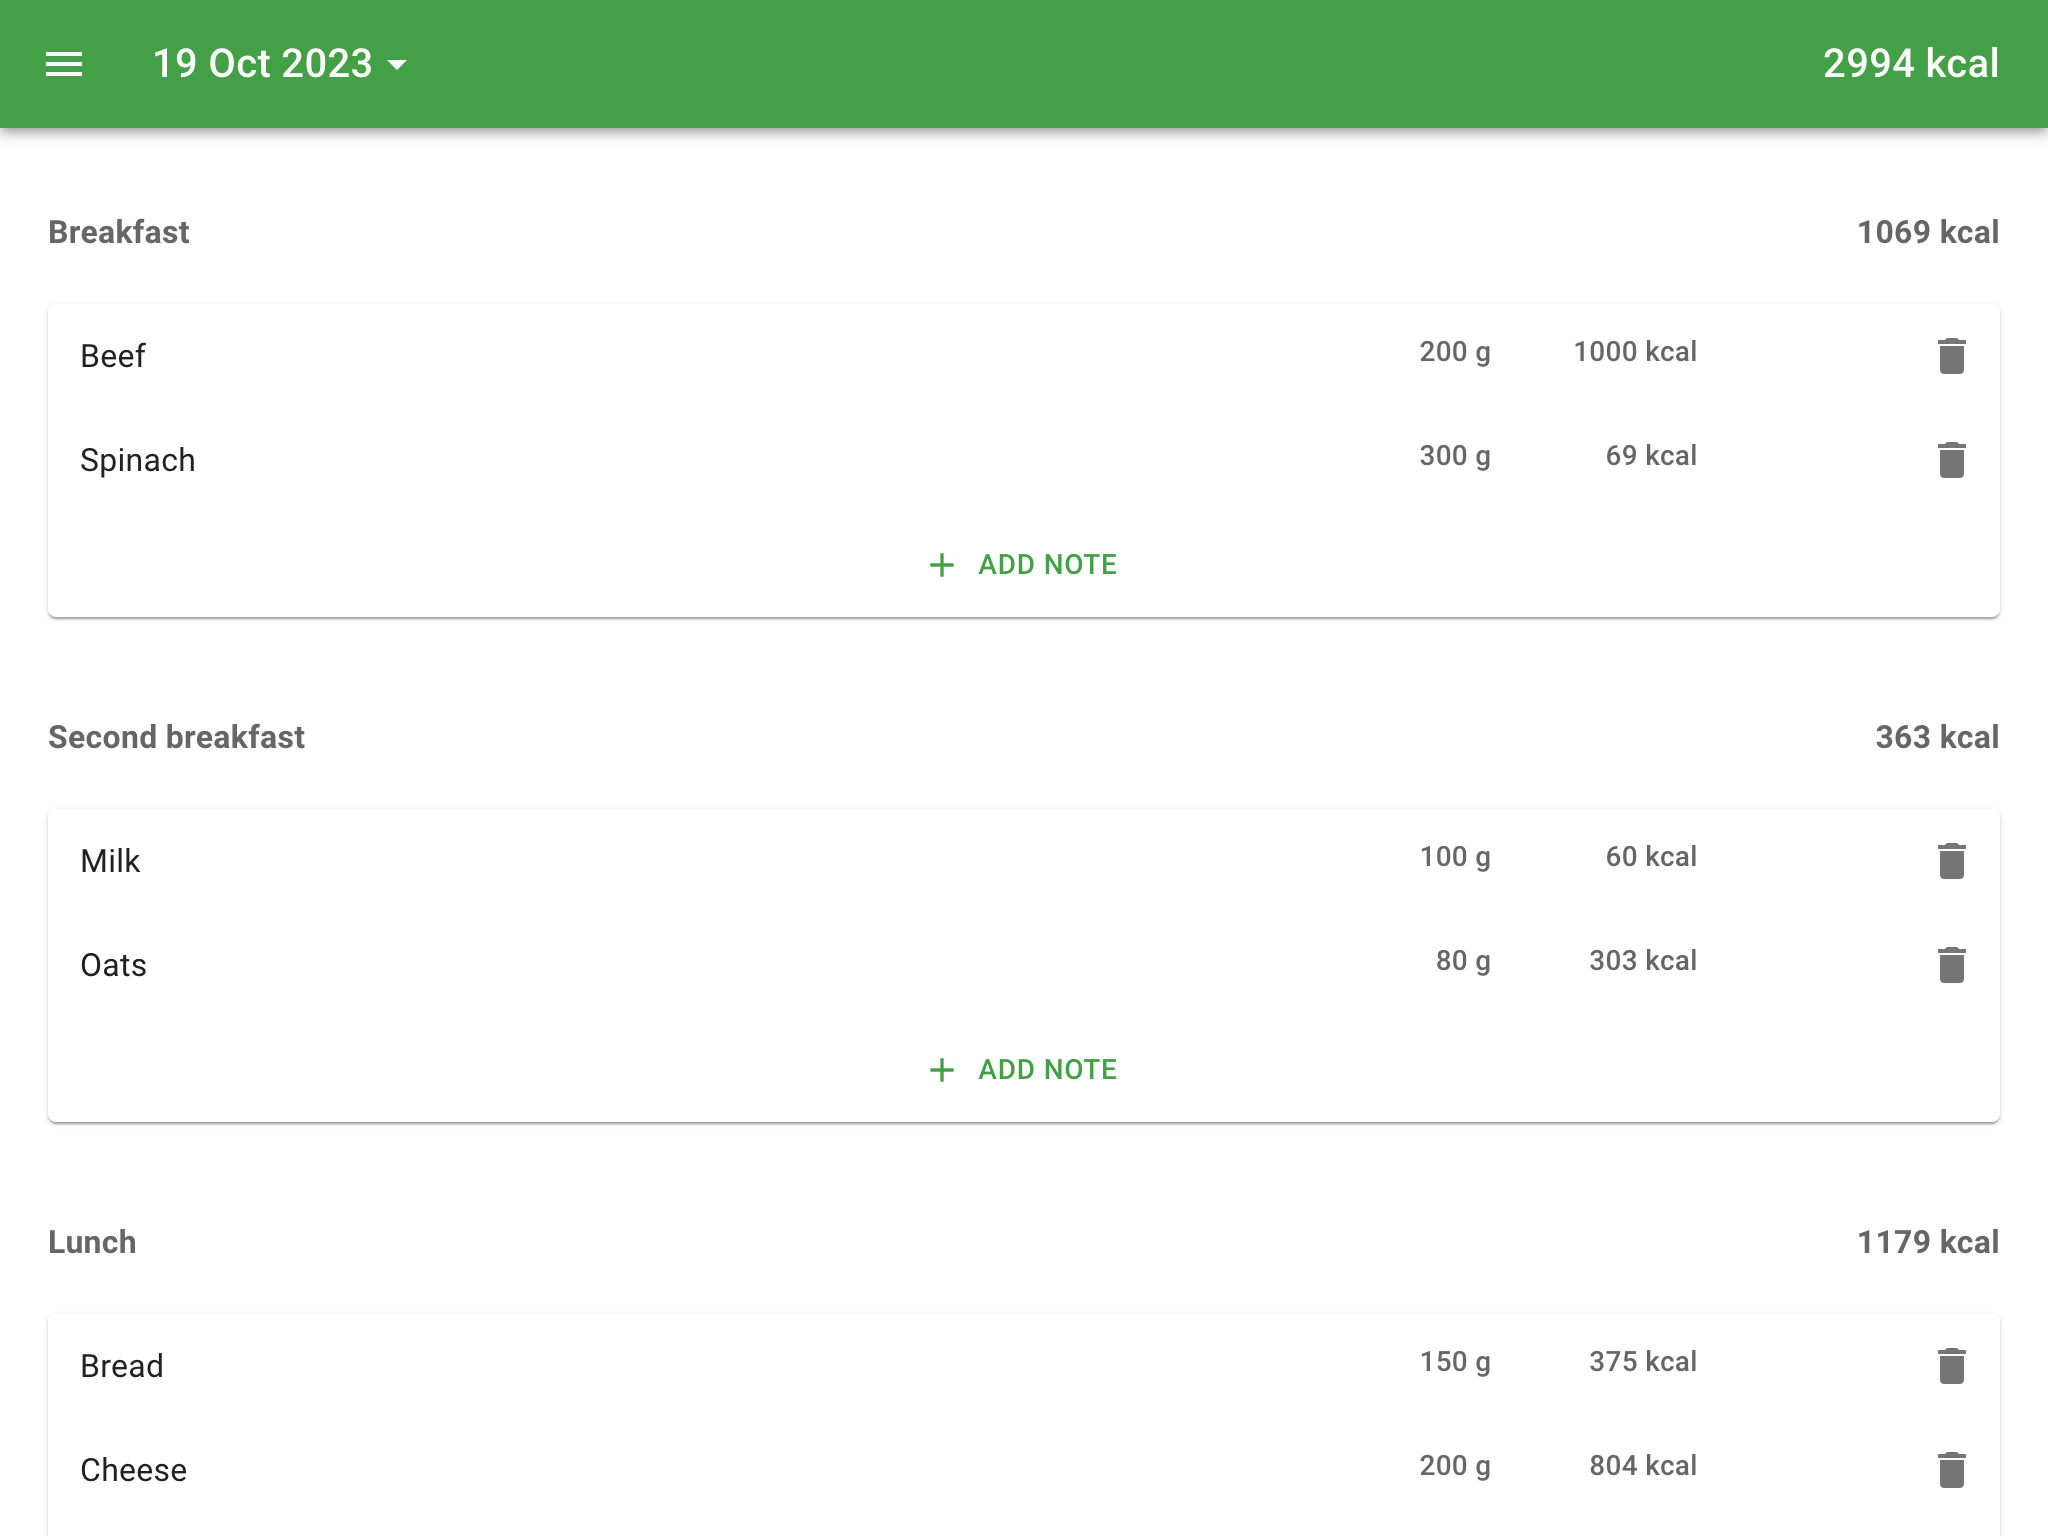 19 Oct 2023 2994 kcal
Breakfast 1069 kcal
Beef 200 g 1000 kcal
Spinach 300 g 69 kcal
ADD NOTE
Second breakfast 363 kcal
Milk 100 g 60 kcal
Oats 80 g 303 kcal
ADD NOTE
Lunch 1179 kcal
Bread 150 g 375 kcal
Cheese 200 g 804 kcal